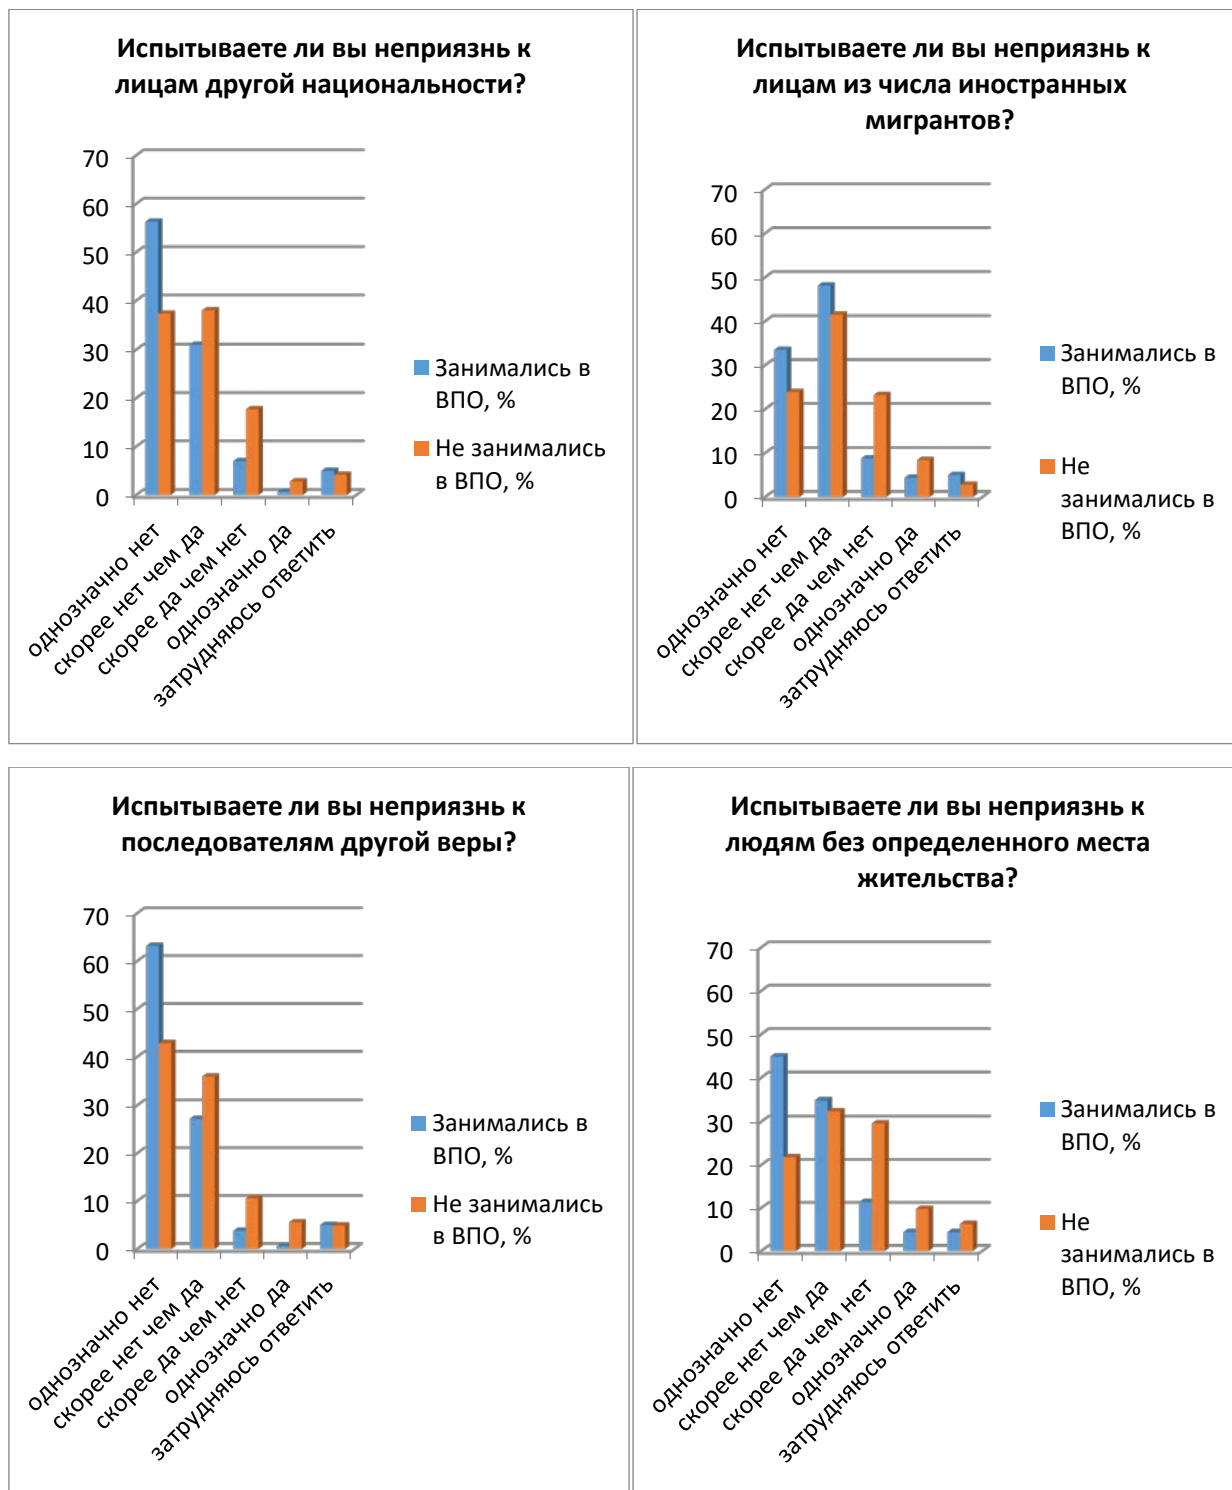 Испытываете ли вы неприязнь к
лицам другой национальности?
70
60
50
40
30
20
10
0
однозначно нет
скорее нет чем да
скорее да чем нет
однозначно да
затрудняюсь ответить
Занимались в
ВПО, %
Не занимались
в ВПО, %
Испытываете ли вы неприязнь к
лицам из числа иностранных
мигрантов?
70
60
50
40
30
20
10
0
однозначно нет
скорее нет чем да
скорее да чем нет
однозначно да
затрудняюсь ответить
Занимались в
ВПО, %
Не
занимались в
ВПО, %
Испытываете ли вы неприязнь к
последователям другой веры?
70
60
50
40
30
20
10
0
однозначно нет
скорее нет чем да
скорее да чем нет
однозначно да
затрудняюсь ответить
Занимались в
ВПО, %
Не занимались
в ВПО, %
Испытываете ли вы неприязнь к
людям без определенного места
жительства?
70
60
50
40
30
20
10
0
однозначно нет
скорее нет чем да
скорее да чем нет
однозначно да
затрудняюсь ответить
Занимались в
ВПО, %
Не
занимались в
ВПО, %